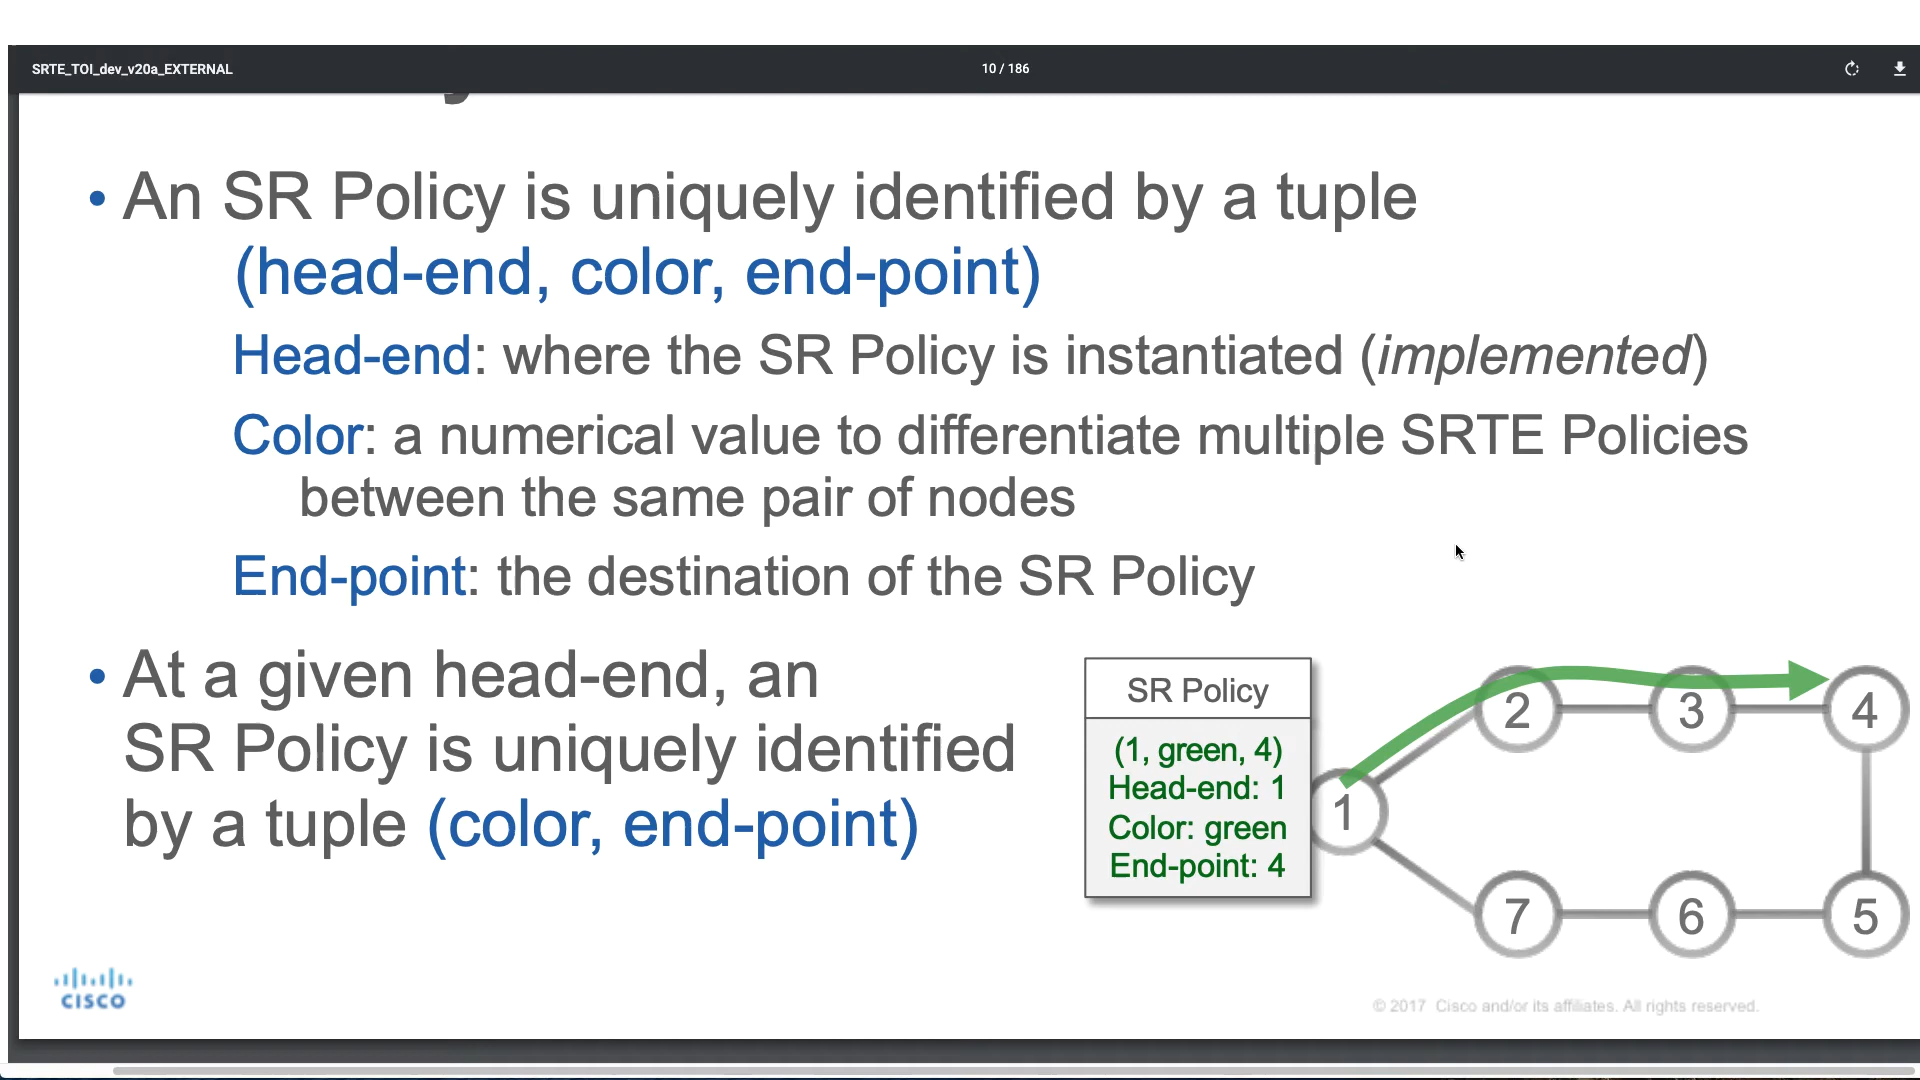 SRTE_TOI_dev_v20a_EXTERNAL
10 / 186
• An SR Policy is uniquely identified by a tuple
(head-end, color, end-point)
Head-end: where the SR Policy is instantiated (implemented)
Color: a numerical value to differentiate multiple SRTE Policies
between the same pair of nodes
End-point: the destination of the SR Policy
• At a given head-end, an
SR Policy is uniquely identified
by a tuple (color, end-point)
SR Policy
(1, green, 4)
Head-end: 1
Color: green
End-point: 4
2
3
4
1
7
6
5
CISCO
© 2017 Cisco and/or its affiliates. All rights reserved.